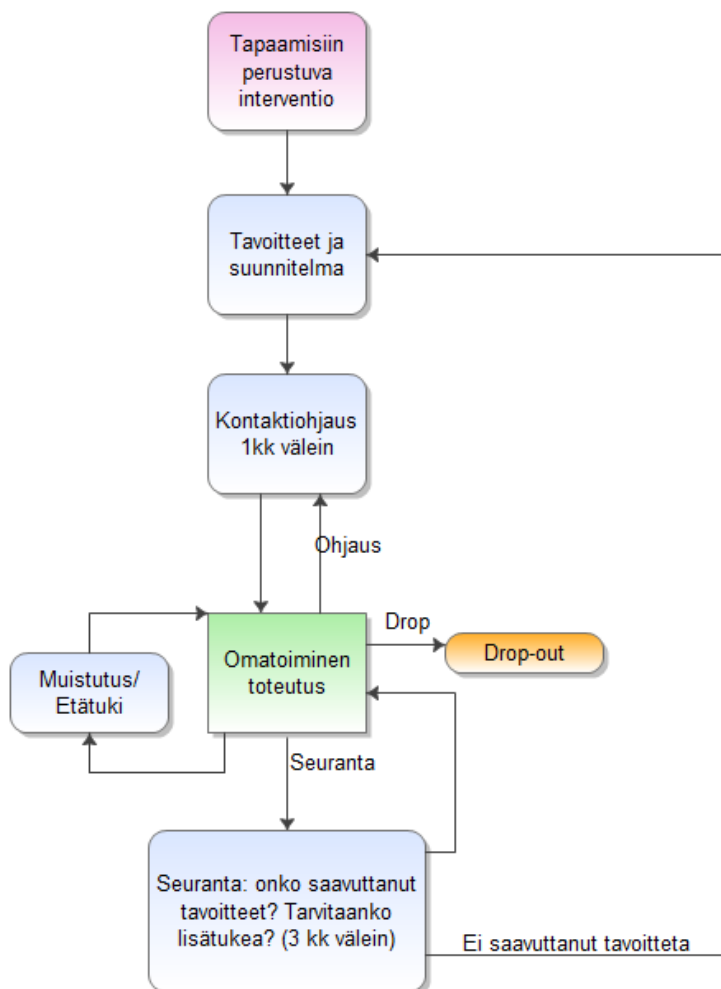 Tapaamisiin
perustuva
interventio
Tavoitteet ja
suunnitelma
Kontaktiohjaus
1kk välein
Ohjaus
Drop
Omatoiminen
toteutus
Drop-out
Muistutus/
Etätuki
Seuranta
Seuranta: onko saavuttanut
tavoitteet? Tarvitaanko
lisätukea? (3 kk välein)
Ei saavuttanut tavoitetta